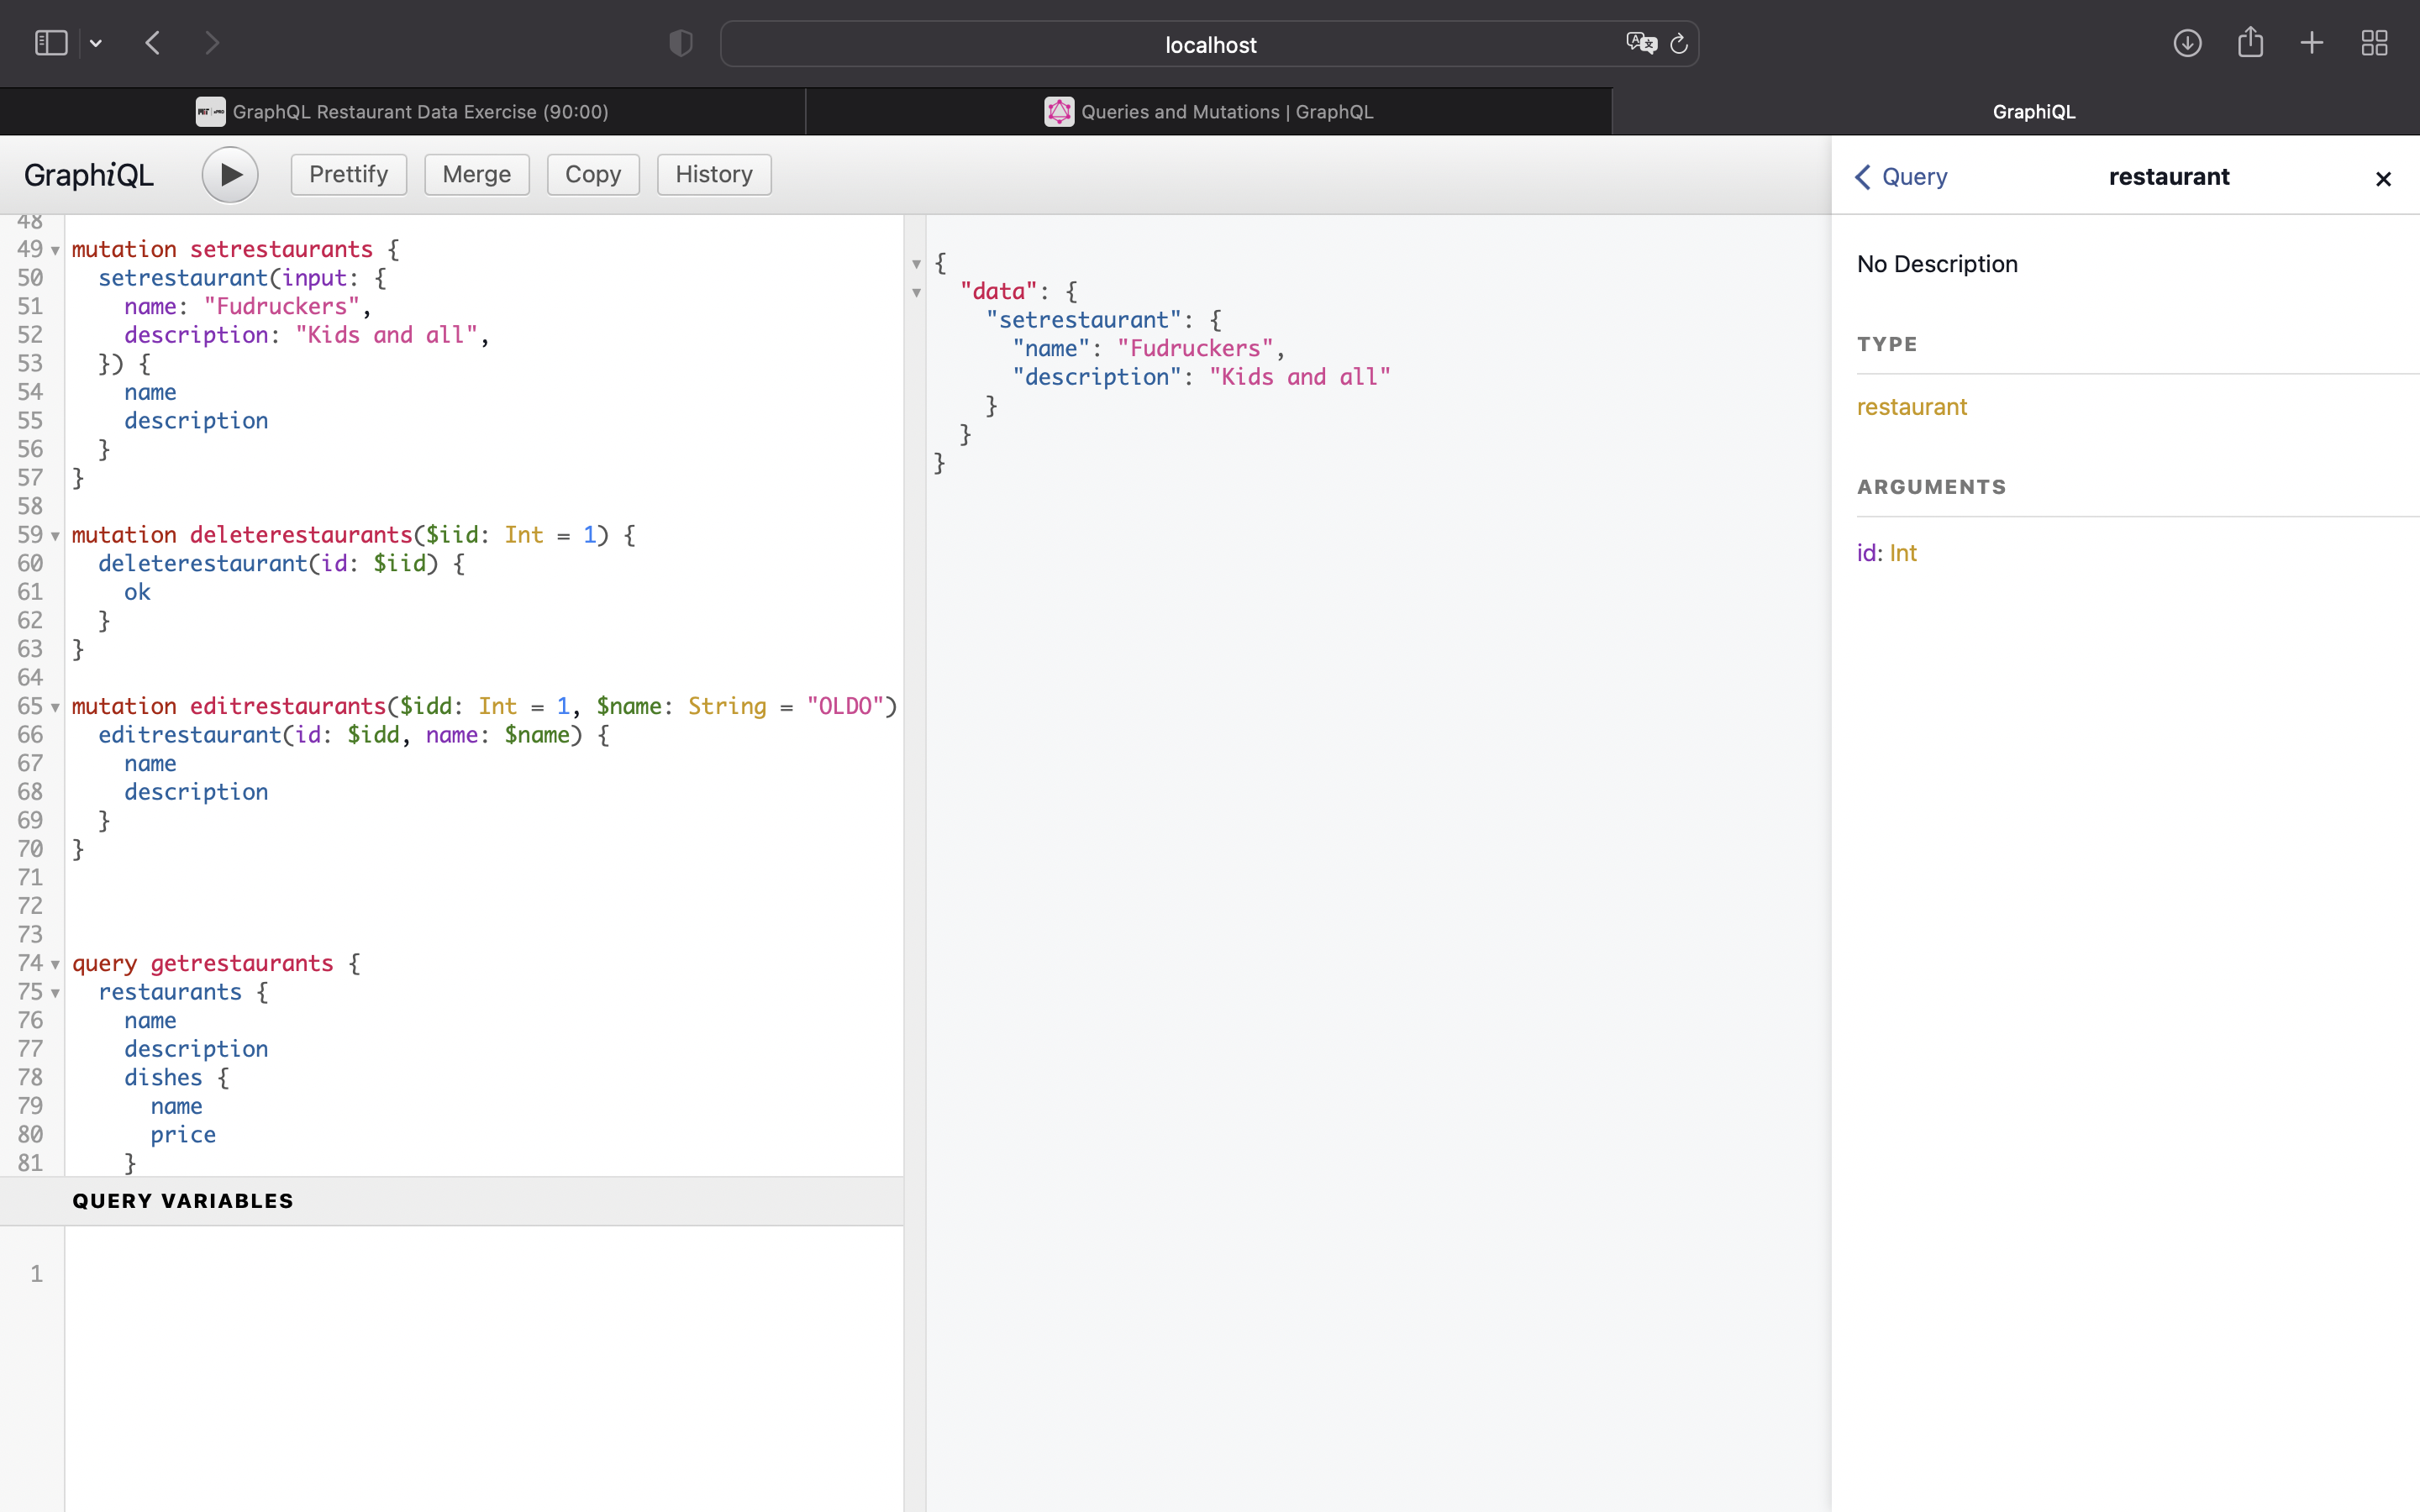 localhost
GraphQL Restaurant Data Exercise (90:00)
Queries and Mutations | GraphQL
GraphiQL
GraphiQL
Prettify
Merge
Copy
History
48
49 mutation setrestaurants {
50 setrestaurant(input: {
51 name: "Fudruckers",
52 description: "Kids and all",
53 }) {
54 name
55 description
56 }
57 }
58
59 mutation deleterestaurants($iid: Int = 1) {
60 deleterestaurant(id: $iid) {
61 ok
62 }
63 }
64
65 mutation editrestaurants($idd: Int = 1, $name: String = "OLDO")
66 editrestaurant(id: $idd, name: $name) {
67 name
68 description
69 }
70 }
71
72
73
74 query getrestaurants {
75 restaurants {
76 name
77 description
78 dishes {
79 name
80 price
81 }
QUERY VARIABLES
1
{
"data": {
"setrestaurant": {
"name": "Fudruckers",
"description": "Kids and all"
}
}
}
Query
restaurant
No Description
TYPE
restaurant
ARGUMENTS
id: Int